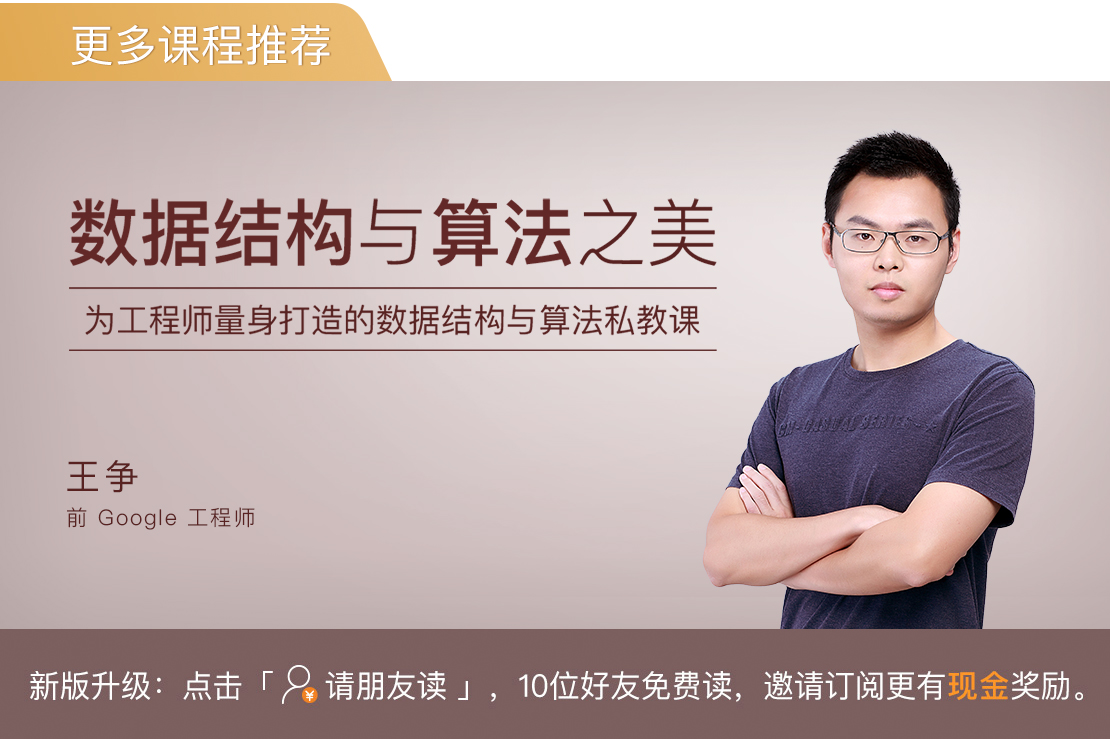 更多课程推荐
数据结构与算法之美
为工程师量身打造的数据结构与算法私教课
王争
前 Google 工程师
新版升级：点击「 请朋友读 」，10位好友免费读，邀请订阅更有现金奖励。